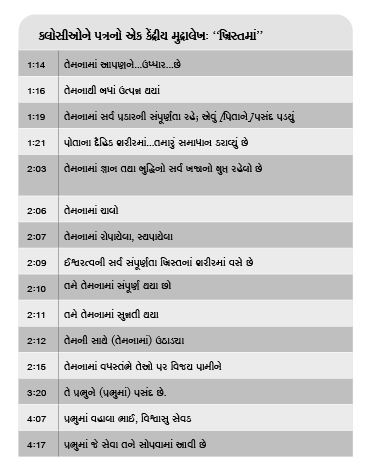 કલોસીઓને પત્રનો એક કેંદ્રીય મુદ્રાલેખઃ “ખ્રિસ્તમાં”
1:14 તેમનામાં આપણને...ઉધ્ધાર...છે
1:16 તેમનાથી બધાં ઉત્પન્ન થયાં
1:19 તેમનામાં સર્વ પ્રકારની સંપૂર્ણતા રહે; એવું [પિતાને] પસંદ પડયું
1:21 પોતાના દૈહિક શરીરમાં...તમારું સમાધાન કરાવ્યું છે
2:03 તેમનામાં જ્ઞાન તથા બુદ્ધિનો સર્વ ખજાનો ગુપ્ત રહેલો છે
2:06 તેમનામાં ચાલો
2:07 તેમનામાં રોપાયેલા, સ્થપાયેલા
2:09 ઈશ્વરત્વની સર્વ સંપૂર્ણતા ખ્રિસ્તનાં શરીરમાં વસે છે
2:10 તમે તેમનામાં સંપૂર્ણ થયા છો
2:11 તમે તેમનામાં સુન્નતી થયા
2:12 તેમની સાથે (તેમનામાં) ઉઠાડયા
2:15 તેમનામાં વધસ્તંભે તેઓ પર વિજય પામીને
3:20 તે પ્રભુને (પ્રભુમાં) પસંદ છે.
4:07 પ્રભુમાં વહાલા ભાઈ, વિશ્વાસુ સેવક
4:17 પ્રભુમાં જે સેવા તને સોંપવામાં આવી છે